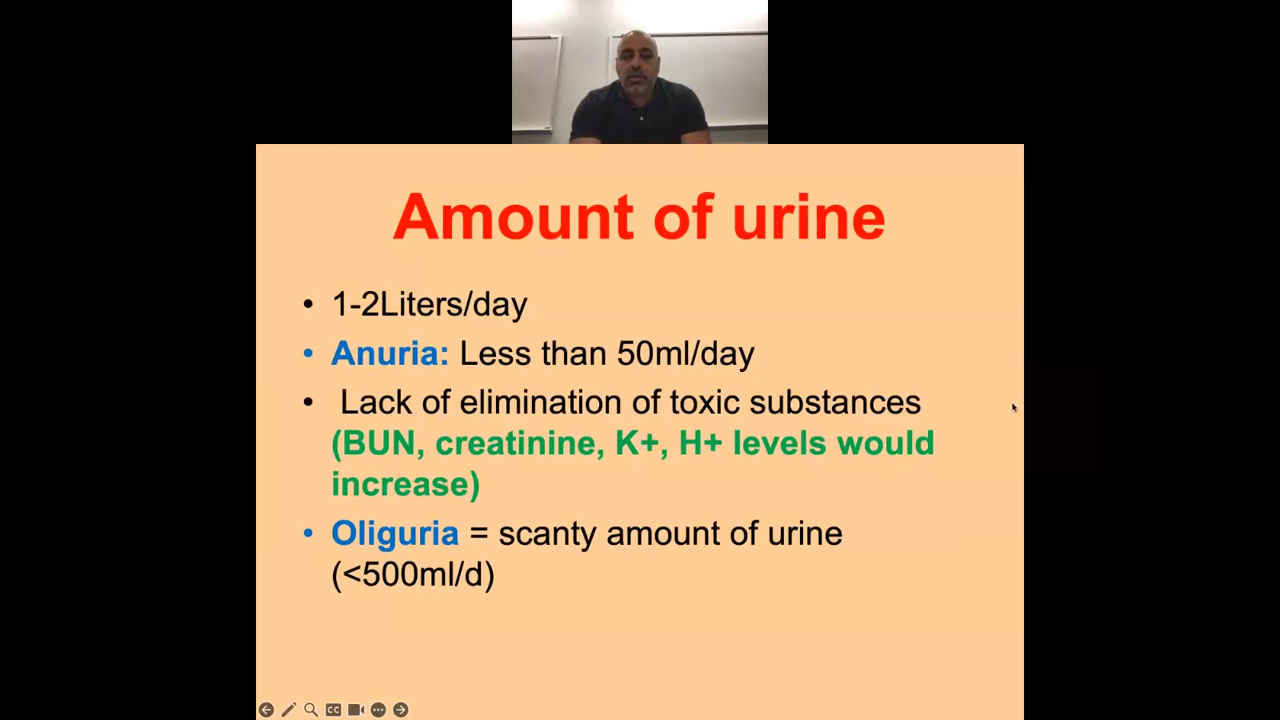 Amount of urine
• 1-2Liters/day
• Anuria: Less than 50ml/day
• Lack of elimination of toxic substances
(BUN, creatinine, K+, H+ levels would
increase)
• Oliguria = scanty amount of urine
(<500ml/d)
CC